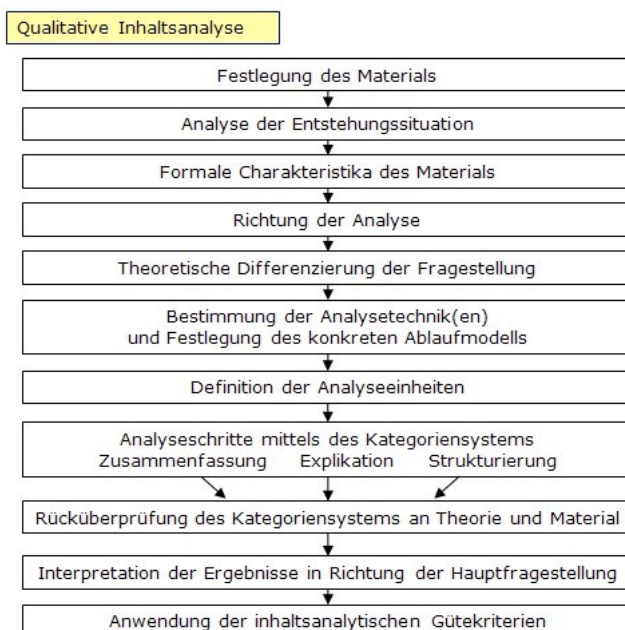 Qualitative Inhaltsanalyse
Festlegung des Materials
Analyse der Entstehungssituation
Formale Charakteristika des Materials
Richtung der Analyse
Theoretische Differenzierung der Fragestellung
Bestimmung der Analysetechnik(en)
und Festlegung des konkreten Ablaufmodells
Definition der Analyseeinheiten
Analyseschritte mittels des Kategoriensystems
Zusammenfassung Explikation Strukturierung
Rücküberprüfung des Kategoriensystems an Theorie und Material
Interpretation der Ergebnisse in Richtung der Hauptfragestellung
Anwendung der inhaltsanalytischen Gütekriterien